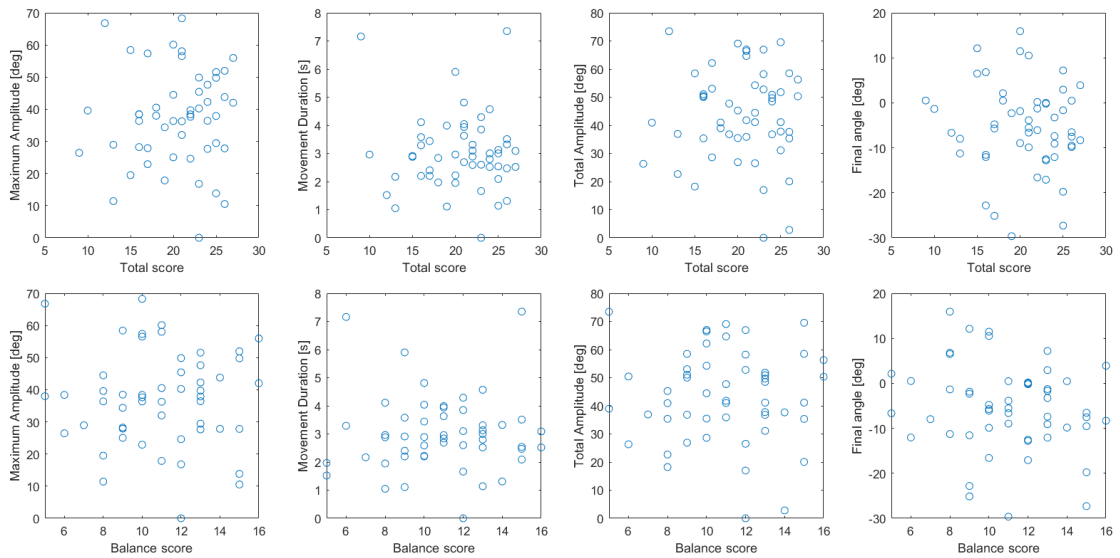 Maximum Amplitude [deg]
70
60
50
40
30
20
10
0
5 10 15 20 25 30
Total score
Movement Duration [s]
8
7
6
5
4
3
2
1
0
5 10 15 20 25 30
Total score
Total Amplitude [deg]
80
70
60
50
40
30
20
10
0
5 10 15 20 25 30
Total score
Final angle [deg]
20
10
0
-10
-20
-30
5 10 15 20 25 30
Total score
Maximum Amplitude [deg]
70
60
50
40
30
20
10
0
6 8 10 12 14 16
Balance score
Movement Duration [s]
8
7
6
5
4
3
2
1
0
6 8 10 12 14 16
Balance score
Total Amplitude [deg]
80
70
60
50
40
30
20
10
0
6 8 10 12 14 16
Balance score
Final angle [deg]
20
10
0
-10
-20
-30
6 8 10 12 14 16
Balance score